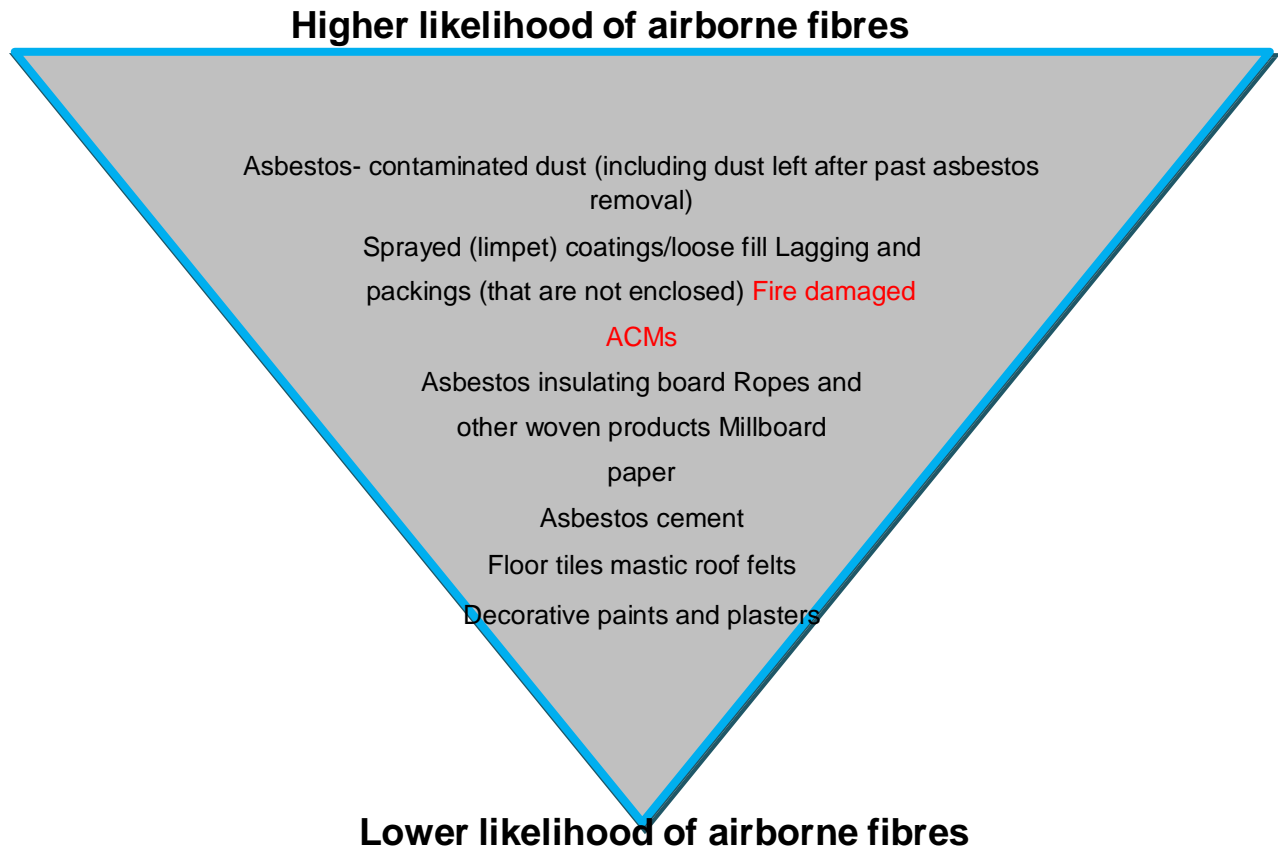 Higher likelihood of airborne fibres
Asbestos- contaminated dust (including dust left after past asbestos
removal)
Sprayed (limpet) coatings/loose fill Lagging and
packings (that are not enclosed) Fire damaged
ACMs
Asbestos insulating board Ropes and
other woven products Millboard
paper
Asbestos cement
Floor tiles mastic roof felts
Decorative paints and plasters
Lower likelihood of airborne fibres